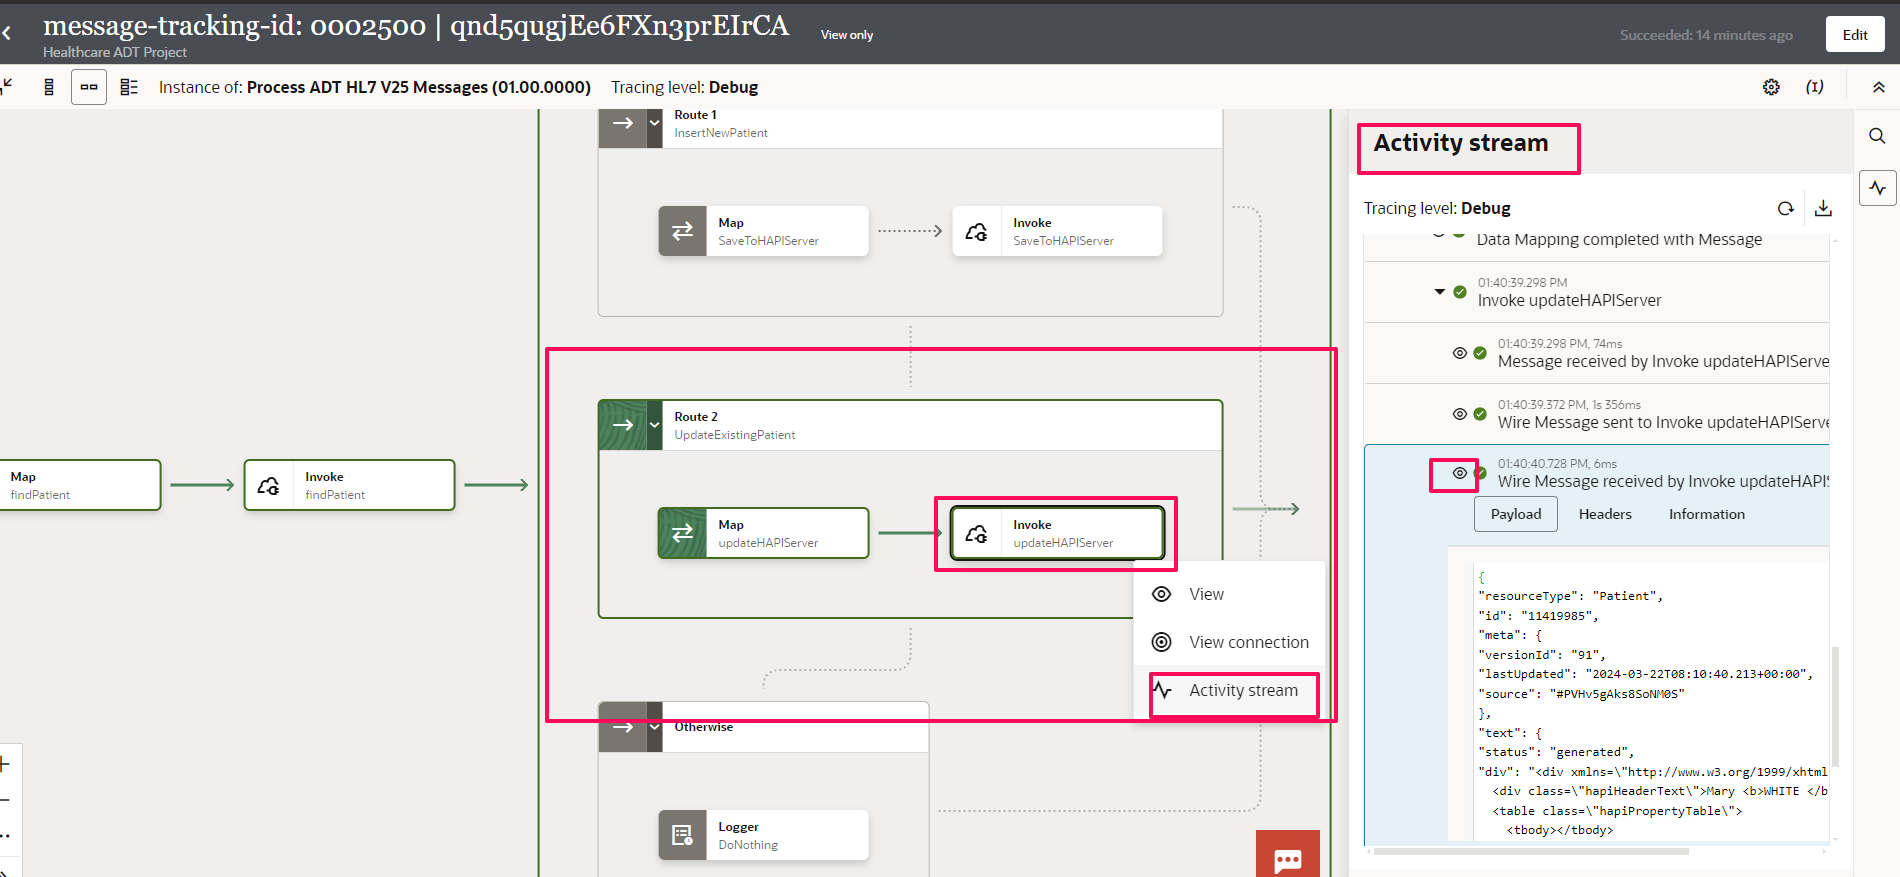 message-tracking-id: 0002500 | qnd5qugjEe6FXn3prEIrCA
View only
Succeeded: 14 minutes ago
Edit
Healthcare ADT Project
Instance of: Process ADT HL7 V25 Messages (01.00.0000)
Tracing level: Debug
Route 1
InsertNewPatient
Map
SaveToHAPIServer
Invoke
SaveToHAPIServer
Map
findPatient
Invoke
findPatient
Route 2
UpdateExistingPatient
Map
updateHAPIServer
Invoke
updateHAPIServer
View
View connection
Activity stream
Otherwise
Logger
DoNothing
Activity stream
Tracing level: Debug
Data Mapping completed with Message
01:40:39.298 PM
Invoke updateHAPIServer
01:40:39.298 PM, 74ms
Message received by Invoke updateHAPIServe
01:40:39.372 PM, 1s 356ms
Wire Message sent to Invoke updateHAPIServe
01:40:40.728 PM, 6ms
Wire Message received by Invoke updateHAPIS
Payload
Headers
Information
{
"resourceType": "Patient",
"id": "11419985",
"meta": {
"versionId": "91",
"lastUpdated": "2024-03-22T08:10:40.213+00:00",
"source": "#PVHv5gAks8SoNM0S"
},
"text": {
"status": "generated",
"div": "<div xmlns=\"http://www.w3.org/1999/xhtml
<div class=\"hapiHeaderText\">Mary <b>WHITE </b
<table class=\"hapiPropertyTable\">
<tbody></tbody>